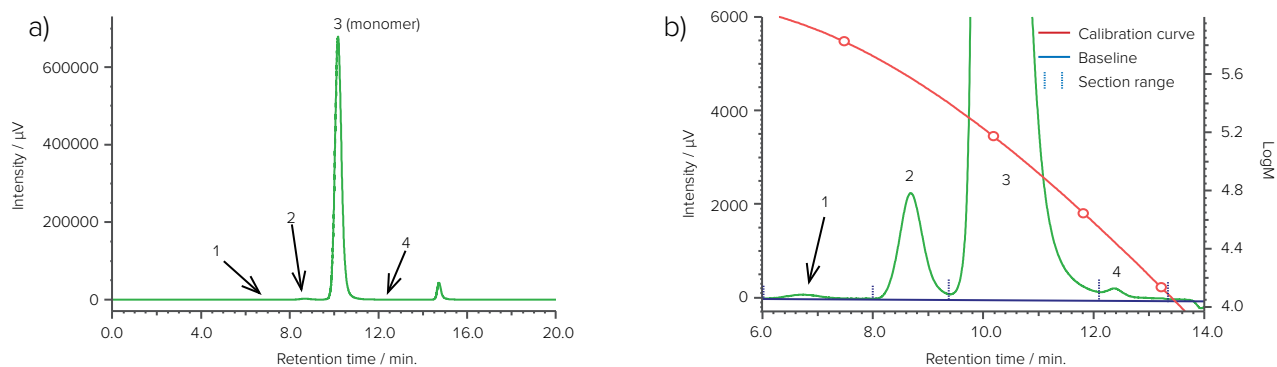 a)
3 (monomer)
600000
400000
200000
0
Intensity / µV
1
2
4
0.0
4.0
8.0
12.0
16.0
20.0
Retention time / min.
b)
6000
4000
2000
0
Intensity / µV
Calibration curve
Baseline
Section range
1
2
3
4
5.6
5.2
4.8
4.4
4.0
LogM
6.0
8.0
10.0
12.0
14.0
Retention time / min.